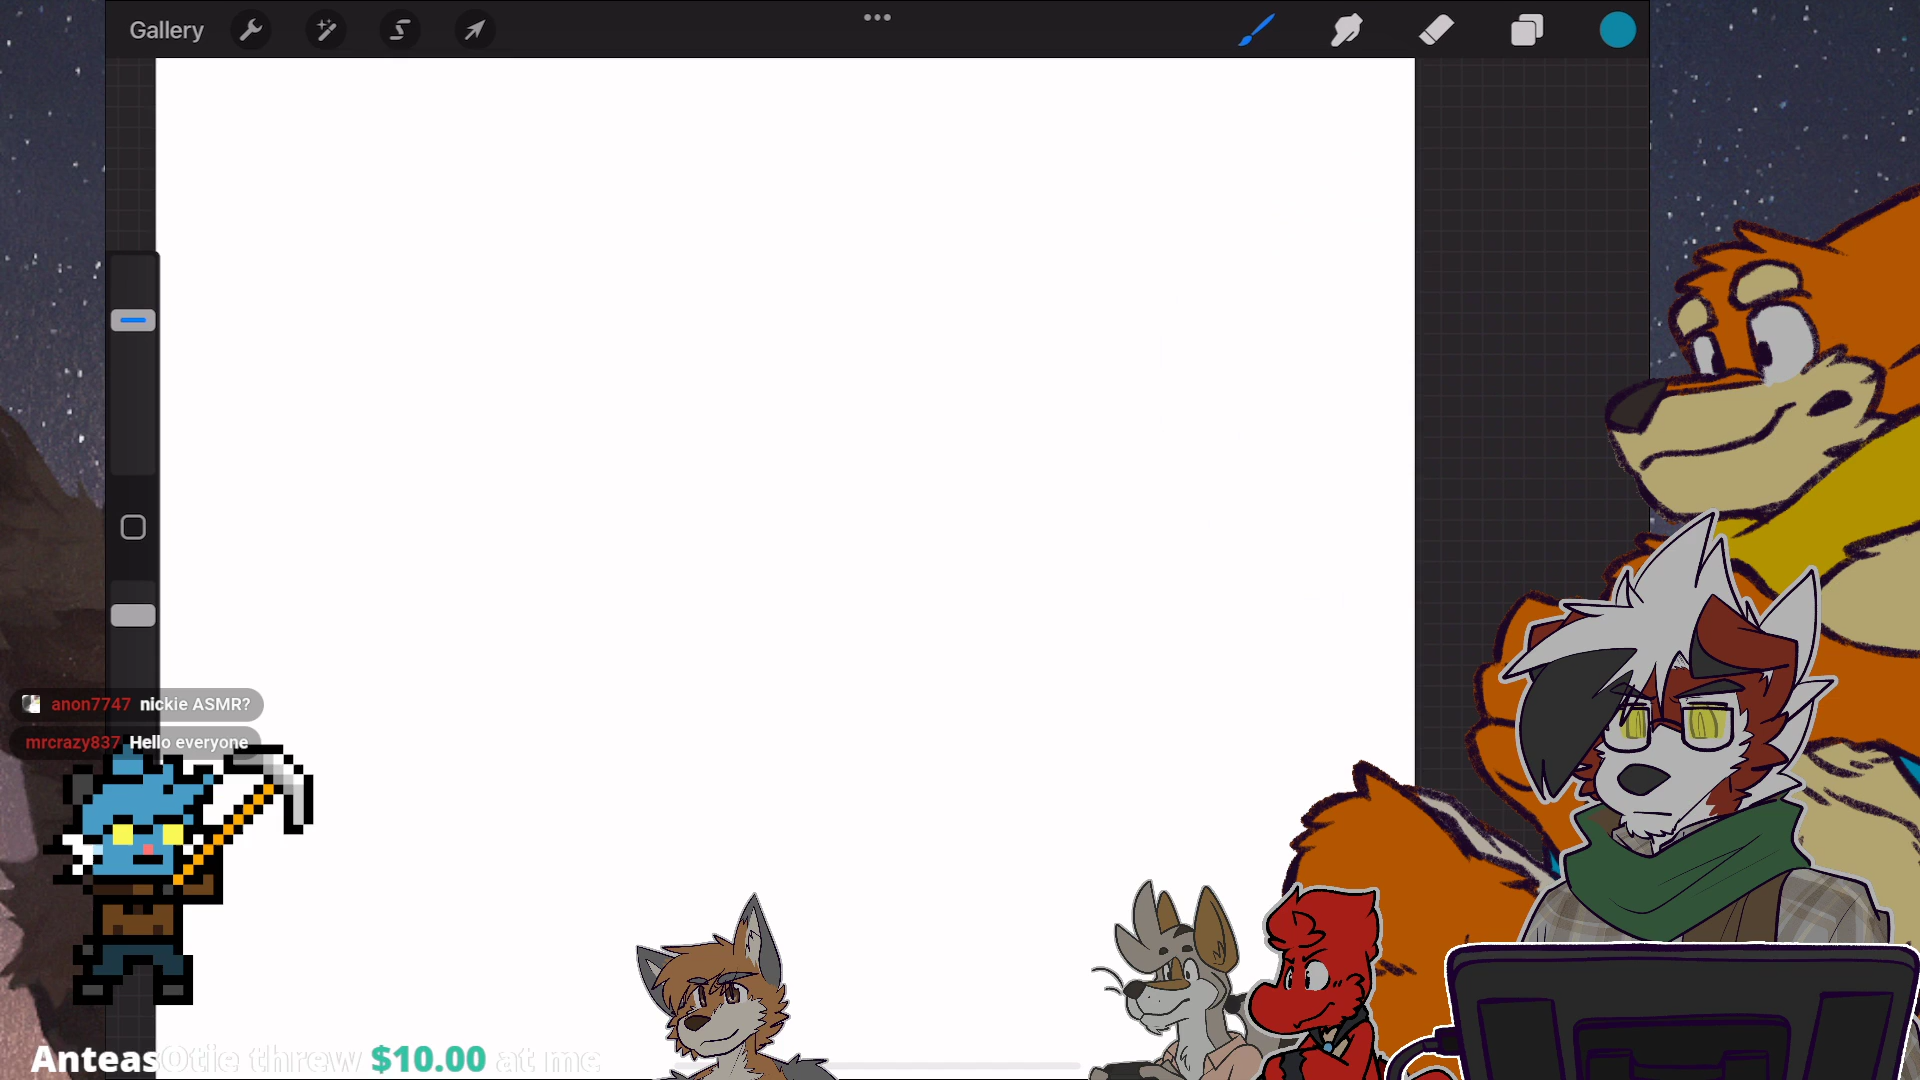 Gallery
anon7747 nickie ASMR?
mrcrazy837 Hello everyone
AnteasOtie threw $10.00 at me